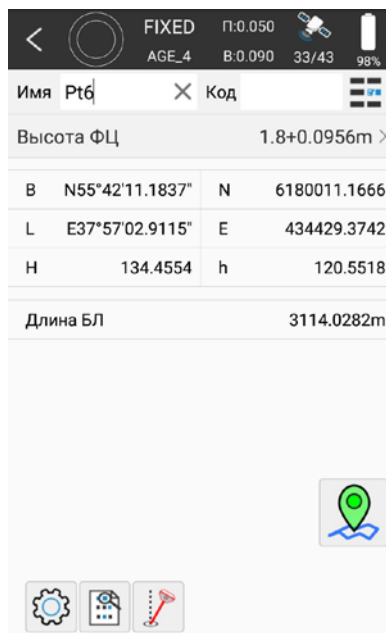 FIXED П:0.050
AGE_4 В:0.090 33/43 98%
Имя Pt6 Код
Высота ФЦ 1.8+0.0956m
B N55°42'11.1837" N 6180011.1666
L E37°57'02.9115" E 434429.3742
H 134.4554 h 120.5518
Длина БЛ 3114.0282m